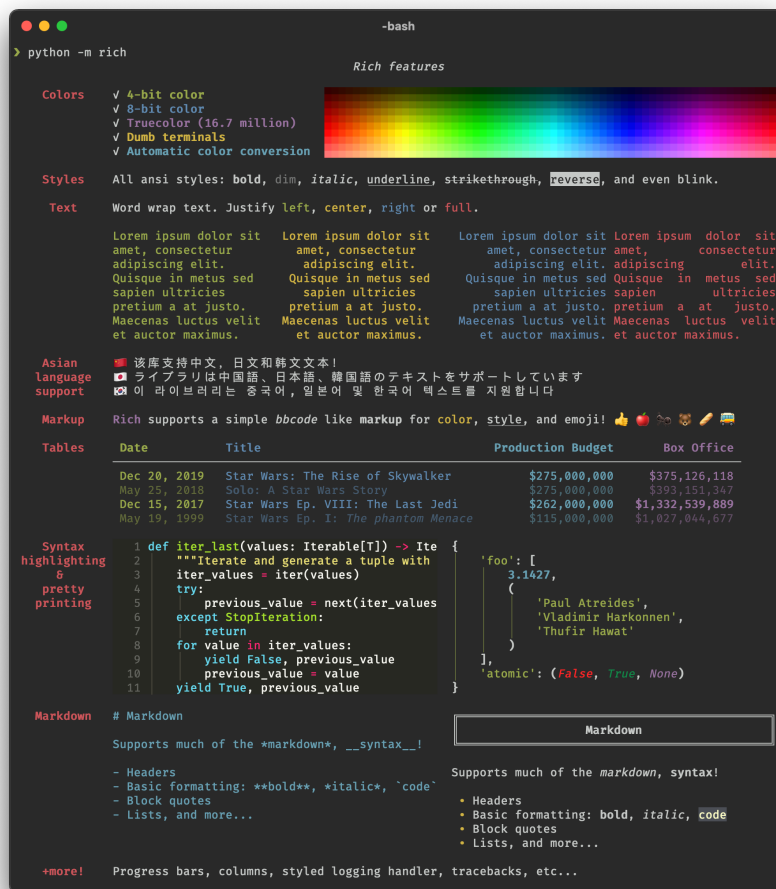 -bash
❯ python -m rich
Rich features
Colors
√ 4-bit color
√ 8-bit color
√ Truecolor (16.7 million)
√ Dumb terminals
√ Automatic color conversion
Styles
All ansi styles: bold, dim, italic, underline, strikethrough, reverse, and even blink.
Text
Word wrap text. Justify left, center, right or full.
Lorem ipsum dolor sit
amet, consectetur
adipiscing elit.
Quisque in metus sed
sapien ultricies
pretium a at justo.
Maecenas luctus velit
et auctor maximus.
Lorem ipsum dolor sit
amet, consectetur
adipiscing elit.
Quisque in metus sed
sapien ultricies
pretium a at justo.
Maecenas luctus velit
et auctor maximus.
Lorem ipsum dolor sit
amet, consectetur
adipiscing elit.
Quisque in metus sed
sapien ultricies
pretium a at justo.
Maecenas luctus velit
et auctor maximus.
Lorem ipsum dolor sit
amet, consectetur
adipiscing elit.
Quisque in metus sed
sapien ultricies
pretium a at justo.
Maecenas luctus velit
et auctor maximus.
Asian
language
support
🇨🇳 该库支持中文, 日文和韩文文本!
🇯🇵 ライブラリは中国語、日本語、韓国語のテキストをサポートしています
🇰🇷 이 라이브러리는 중국어, 일본어 및 한국어 텍스트를 지원합니다
Markup
Rich supports a simple bbcode like markup for color, style, and emoji! 👍 🍎 🐜 🐻 🥖 🚌
Tables
Date Title Production Budget Box Office
Dec 20, 2019 Star Wars: The Rise of Skywalker $275,000,000 $375,126,118
May 25, 2018 Solo: A Star Wars Story $275,000,000 $393,151,347
Dec 15, 2017 Star Wars Ep. VIII: The Last Jedi $262,000,000 $1,332,539,889
May 19, 1999 Star Wars Ep. I: The phantom Menace $115,000,000 $1,027,044,677
Syntax
highlighting
&
pretty
printing
1 def iter_last(values: Iterable[T]) -> Ite
2 """Iterate and generate a tuple with
3 iter_values = iter(values)
4 try:
5 previous_value = next(iter_values
6 except StopIteration:
7 return
8 for value in iter_values:
9 yield False, previous_value
10 previous_value = value
11 yield True, previous_value
{
'foo': [
3.1427,
(
'Paul Atreides',
'Vladimir Harkonnen',
'Thufir Hawat'
)
],
'atomic': (False, True, None)
}
Markdown
# Markdown
Supports much of the *markdown*, __syntax__!
- Headers
- Basic formatting: **bold**, *italic*, `code`
- Block quotes
- Lists, and more...
Markdown
Supports much of the markdown, syntax!
• Headers
• Basic formatting: bold, italic, code
• Block quotes
• Lists, and more...
+more!
Progress bars, columns, styled logging handler, tracebacks, etc...